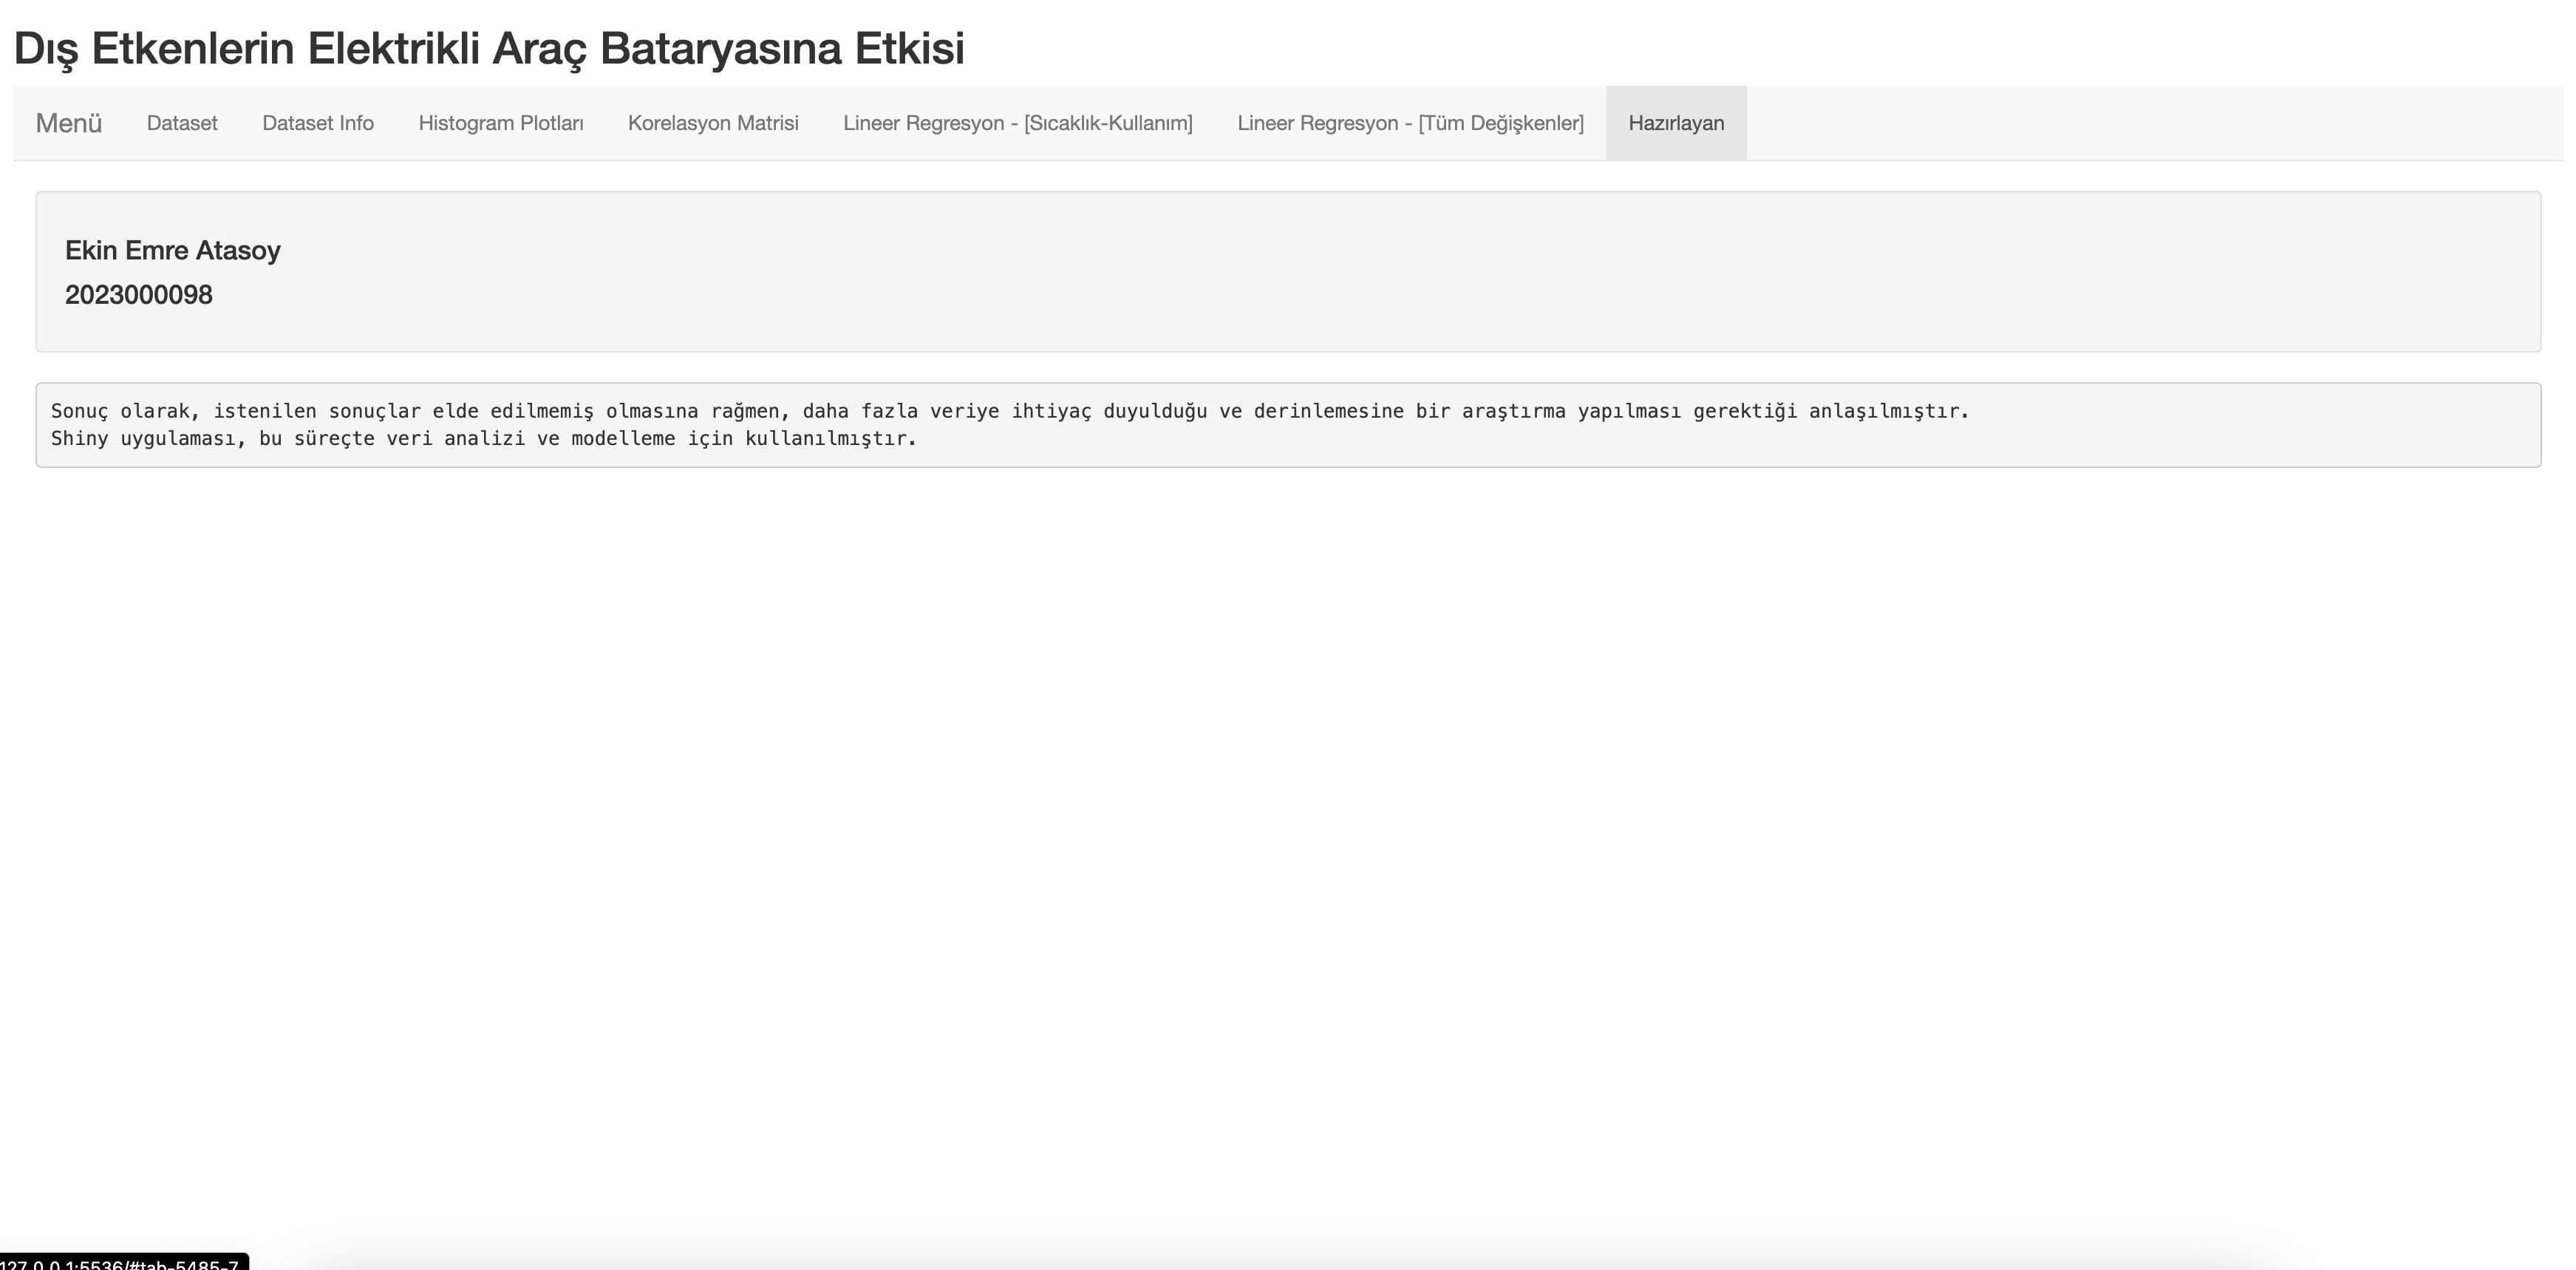 Dış Etkenlerin Elektrikli Araç Bataryasına Etkisi
Menü Dataset Dataset Info Histogram Plotları Korelasyon Matrisi Lineer Regresyon - [Sıcaklık-Kullanım] Lineer Regresyon - [Tüm Değişkenler] Hazırlayan
Ekin Emre Atasoy
2023000098
Sonuç olarak, istenilen sonuçlar elde edilmemiş olmasına rağmen, daha fazla veriye ihtiyaç duyulduğu ve derinlemesine bir araştırma yapılması gerektiği anlaşılmıştır.
Shiny uygulaması, bu süreçte veri analizi ve modelleme için kullanılmıştır.
127.0.0.1:5536/#tab-5485-7